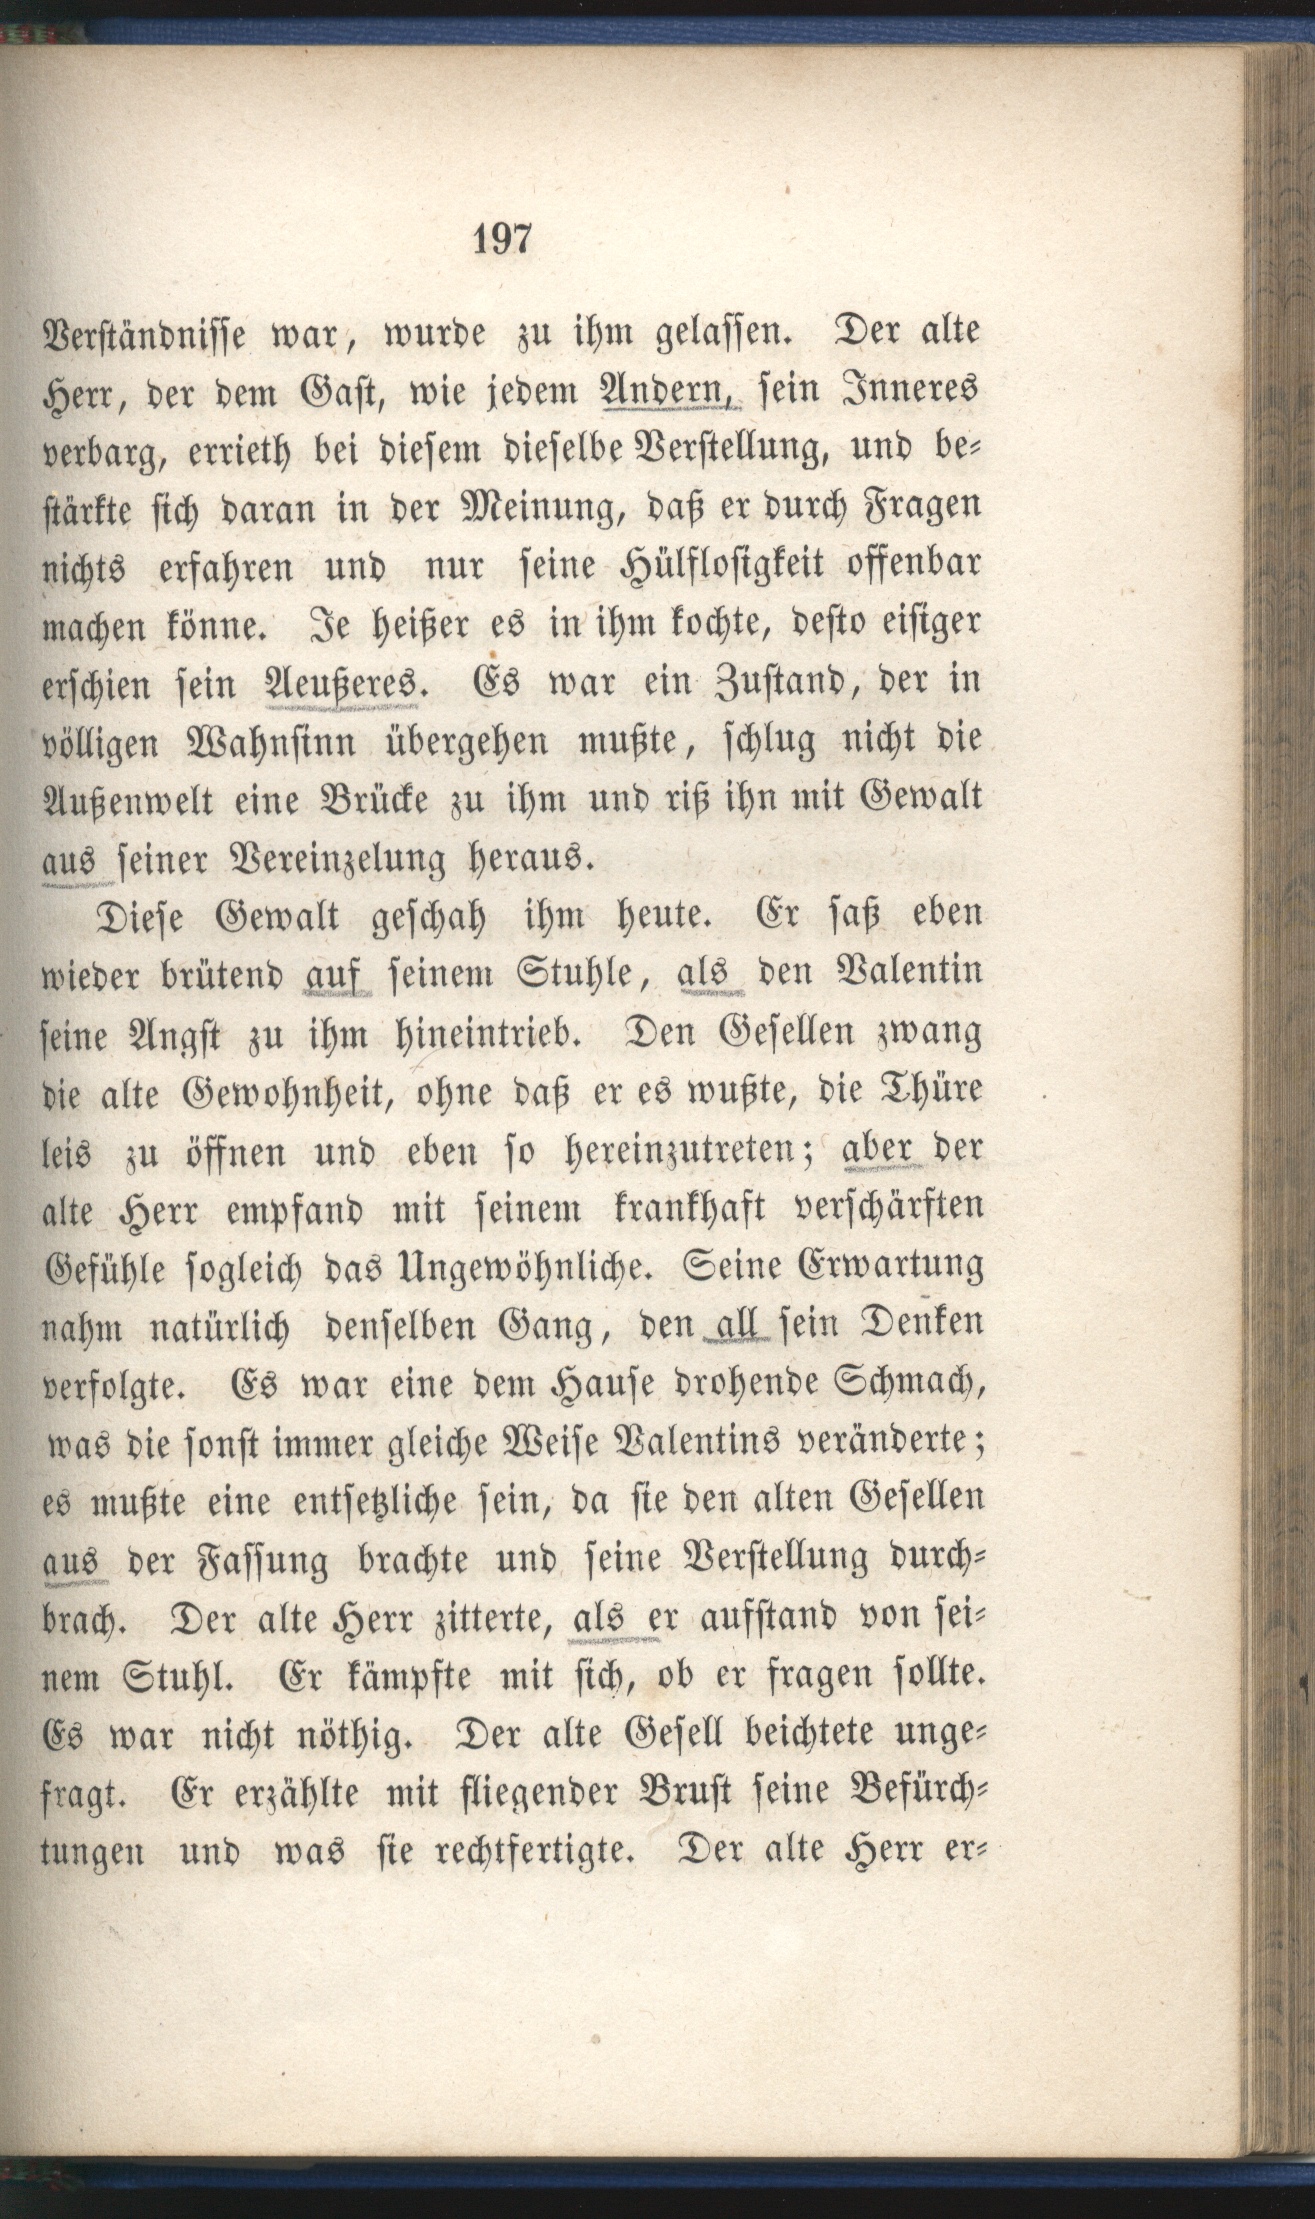 197
Verständnisse war, wurde zu ihm gelassen. Der alte
Herr, der dem Gast, wie jedem Andern, sein Inneres
verbarg, errieth bei diesem dieselbe Verstellung, und be-
stärkte sich daran in der Meinung, daß er durch Fragen
nichts erfahren und nur seine Hülflosigkeit offenbar
machen könne. Je heißer es in ihm kochte, desto eisiger
erschien sein Aeußeres. Es war ein Zustand, der in
völligen Wahnsinn übergehen mußte, schlug nicht die
Außenwelt eine Brücke zu ihm und riß ihn mit Gewalt
aus seiner Vereinzelung heraus.
Diese Gewalt geschah ihm heute. Er saß eben
wieder brütend auf seinem Stuhle, als den Valentin
seine Angst zu ihm hineintrieb. Den Gesellen zwang
die alte Gewohnheit, ohne daß er es wußte, die Thüre
leis zu öffnen und eben so hereinzutreten; aber der
alte Herr empfand mit seinem krankhaft verschärften
Gefühle sogleich das Ungewöhnliche. Seine Erwartung
nahm natürlich denselben Gang, den all sein Denken
verfolgte. Es war eine dem Hause drohende Schmach,
was die sonst immer gleiche Weise Valentins veränderte;
es mußte eine entsetzliche sein, da sie den alten Gesellen
aus der Fassung brachte und seine Verstellung durch-
brach. Der alte Herr zitterte, als er aufstand von sei-
nem Stuhl. Er kämpfte mit sich, ob er fragen sollte.
Es war nicht nöthig. Der alte Gesell beichtete unge-
fragt. Er erzählte mit fliegender Brust seine Befürch-
tungen und was sie rechtfertigte. Der alte Herr er-